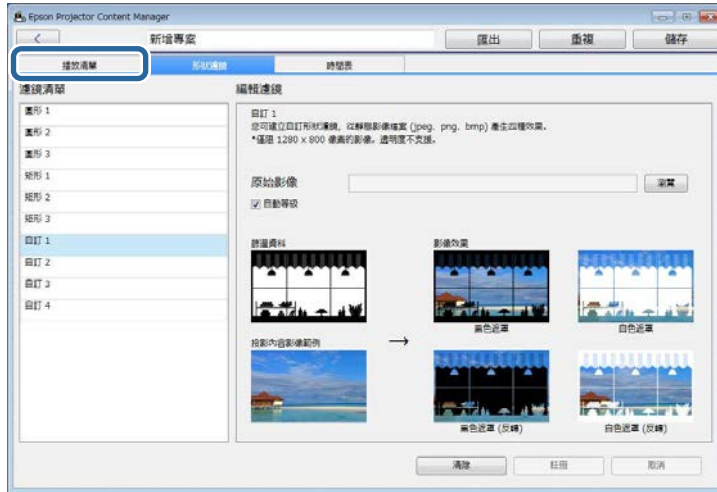 Epson Projector Content Manager
新增專案
匯出
重複
儲存
播放清單
形狀濾鏡
時間表
濾鏡清單
圓形 1
圓形 2
圓形 3
矩形 1
矩形 2
矩形 3
自訂 1
自訂 2
自訂 3
自訂 4
編輯濾鏡
自訂 1
您可建立自訂形狀濾鏡，從靜態影像檔案 (jpeg、png、bmp) 產生四種效果。
*僅限 1280 x 800 像素的影像。透明度不支援。
原始影像
瀏覽
自動等級
篩選資料
影像效果
黑色遮罩
白色遮罩
投影內容影像範例
→
黑色遮罩 (反轉)
白色遮罩 (反轉)
清除
註冊
取消